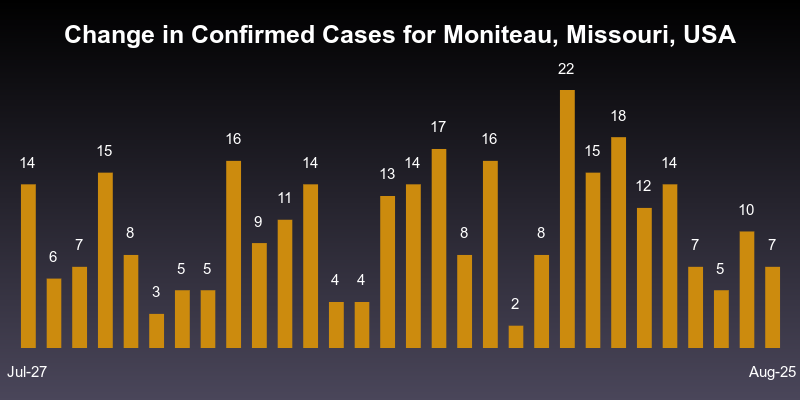 Change in Confirmed Cases for Moniteau, Missouri, USA
14 6 7 15 8 3 5 5 16 9 11 14 4 4 13 14 17 8 16 2 8 22 15 18 12 14 7 5 10 7
Jul-27 Aug-25